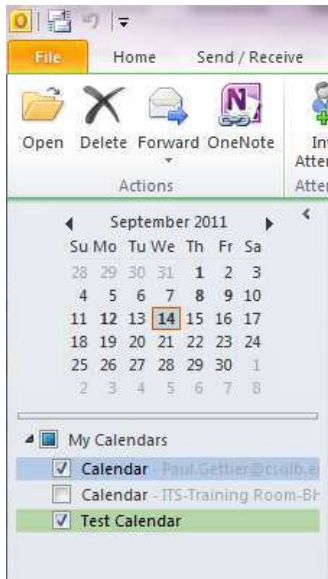 File Home Send / Receive
Open Delete Forward OneNote
Atter
Actions Atter
September 2011
Su Mo Tu We Th Fr Sa
28 29 30 31 1 2 3
4 5 6 7 8 9 10
11 12 13 14 15 16 17
18 19 20 21 22 23 24
25 26 27 28 29 30 1
2 3 4 5 6 7 8
My Calendars
Calendar - Paul.Gettler@csulb.e
Calendar - ITS-Training Room-BH
Test Calendar